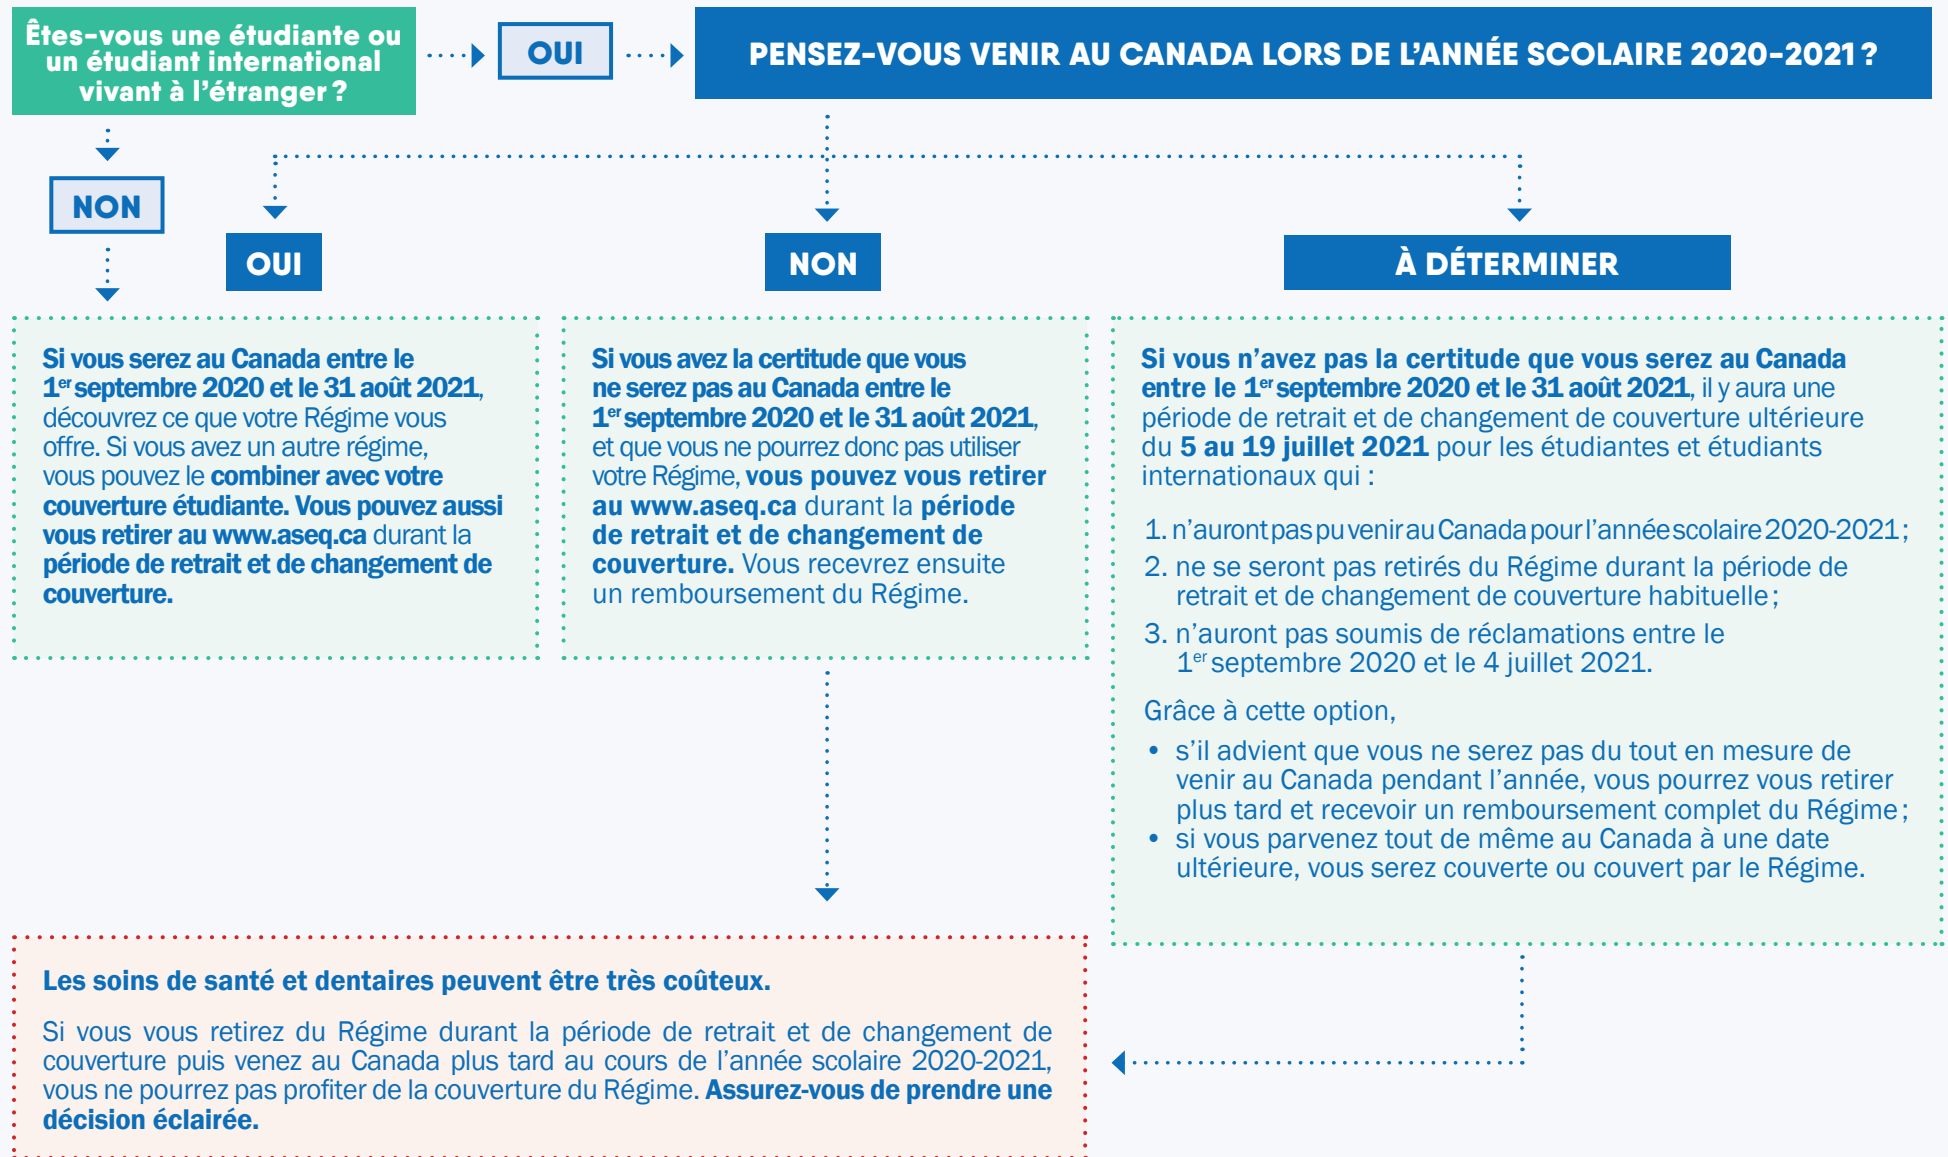 Êtes-vous une étudiante ou
un étudiant international
vivant à l'étranger ?
OUI
PENSEZ-VOUS VENIR AU CANADA LORS DE L'ANNÉE SCOLAIRE 2020-2021 ?
NON
OUI
NON
À DÉTERMINER
Si vous serez au Canada entre le
1er septembre 2020 et le 31 août 2021,
découvrez ce que votre Régime vous
offre. Si vous avez un autre régime,
vous pouvez le combiner avec votre
couverture étudiante. Vous pouvez aussi
vous retirer au www.aseq.ca durant la
période de retrait et de changement de
couverture.
Si vous avez la certitude que vous
ne serez pas au Canada entre le
1er septembre 2020 et le 31 août 2021,
et que vous ne pourrez donc pas utiliser
votre Régime, vous pouvez vous retirer
au www.aseq.ca durant la période
de retrait et de changement de
couverture. Vous recevrez ensuite
un remboursement du Régime.
Si vous n'avez pas la certitude que vous serez au Canada
entre le 1er septembre 2020 et le 31 août 2021, il y aura une
période de retrait et de changement de couverture ultérieure
du 5 au 19 juillet 2021 pour les étudiantes et étudiants
internationaux qui :
1. n'auront pas pu venir au Canada pour l'année scolaire 2020-2021 ;
2. ne se seront pas retirés du Régime durant la période de
retrait et de changement de couverture habituelle ;
3. n'auront pas soumis de réclamations entre le
1er septembre 2020 et le 4 juillet 2021.
Grâce à cette option,
• s'il advient que vous ne serez pas du tout en mesure de
venir au Canada pendant l'année, vous pourrez vous retirer
plus tard et recevoir un remboursement complet du Régime ;
• si vous parvenez tout de même au Canada à une date
ultérieure, vous serez couverte ou couvert par le Régime.
Les soins de santé et dentaires peuvent être très coûteux.
Si vous vous retirez du Régime durant la période de retrait et de changement de
couverture puis venez au Canada plus tard au cours de l'année scolaire 2020-2021,
vous ne pourrez pas profiter de la couverture du Régime. Assurez-vous de prendre une
décision éclairée.